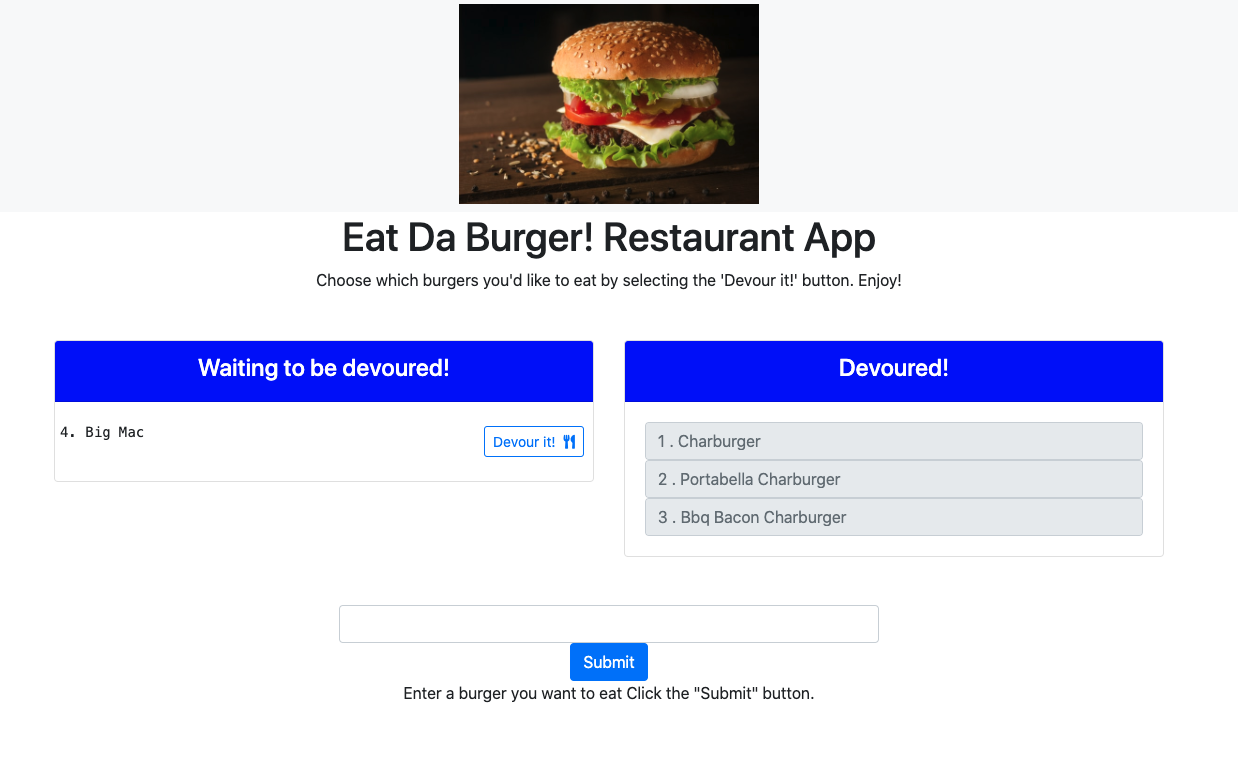 Eat Da Burger! Restaurant App
Choose which burgers you'd like to eat by selecting the 'Devour it!' button. Enjoy!
Waiting to be devoured!
4. Big Mac
Devour it!
Devoured!
1 . Charburger
2 . Portabella Charburger
3 . Bbq Bacon Charburger
Submit
Enter a burger you want to eat Click the "Submit" button.